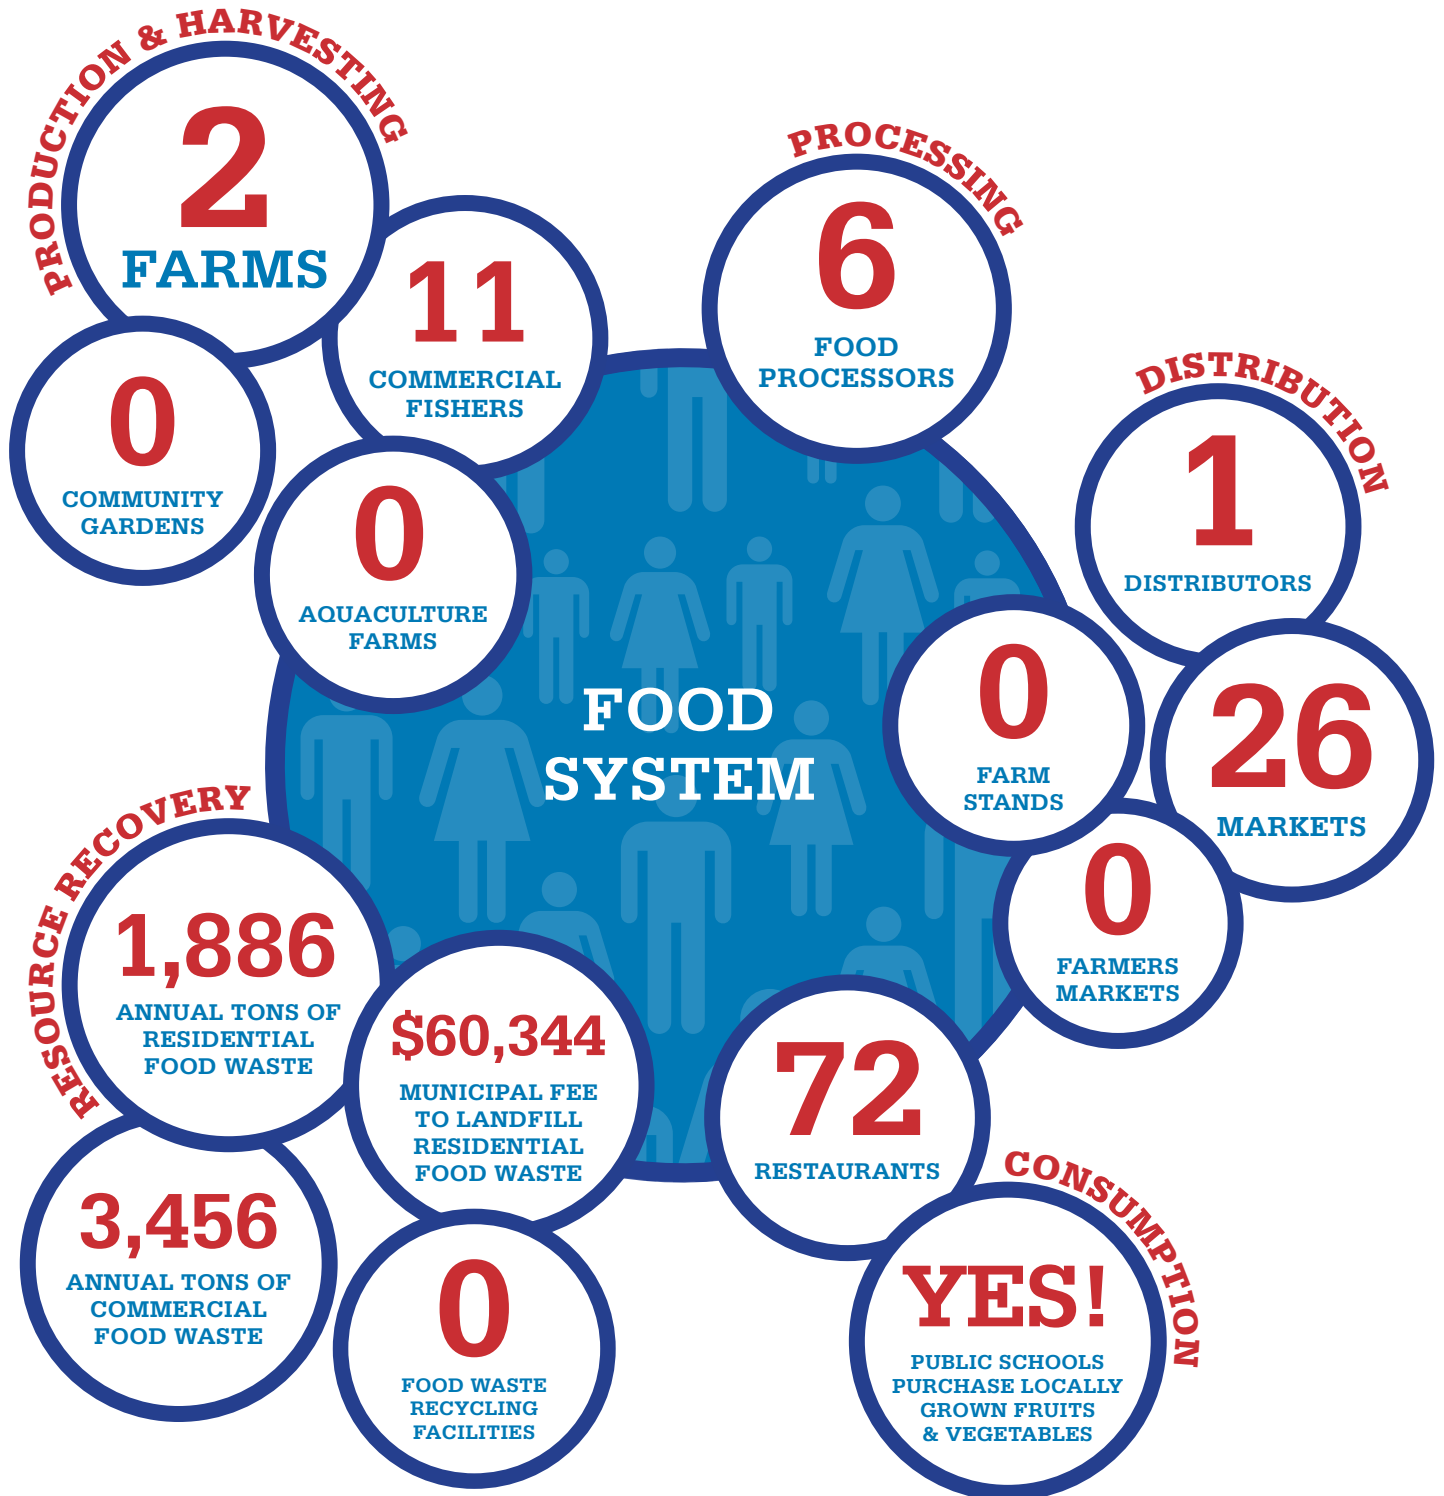 PRODUCTION & HARVESTING
2
FARMS
11
COMMERCIAL
FISHERS
0
COMMUNITY
GARDENS
0
AQUACULTURE
FARMS
PROCESSING
6
FOOD
PROCESSORS
DISTRIBUTION
1
DISTRIBUTORS
0
FARM
STANDS
26
MARKETS
0
FARMERS
MARKETS
FOOD
SYSTEM
RESOURCE RECOVERY
1,886
ANNUAL TONS OF
RESIDENTIAL
FOOD WASTE
$60,344
MUNICIPAL FEE
TO LANDFILL
RESIDENTIAL
FOOD WASTE
3,456
ANNUAL TONS OF
COMMERCIAL
FOOD WASTE
0
FOOD WASTE
RECYCLING
FACILITIES
72
RESTAURANTS
CONSUMPTION
YES!
PUBLIC SCHOOLS
PURCHASE LOCALLY
GROWN FRUITS
& VEGETABLES